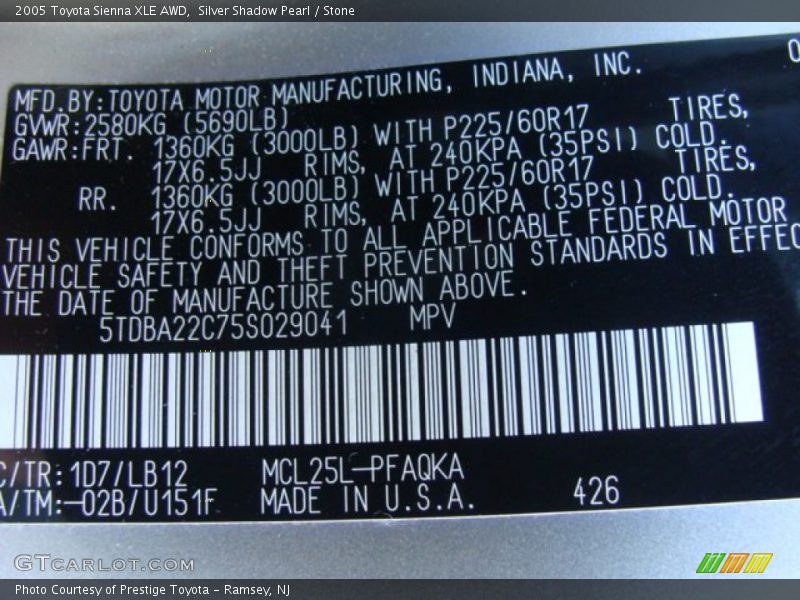 2005 Toyota Sienna XLE AWD, Silver Shadow Pearl / Stone
MFD.BY:TOYOTA MOTOR MANUFACTURING, INDIANA, INC.
GVWR:2580KG (5690LB)
GAWR:FRT. 1360KG (3000LB) WITH P225/60R17 TIRES,
17X6.5JJ RIMS, AT 240KPA (35PSI) COLD.
RR. 1360KG (3000LB) WITH P225/60R17 TIRES,
17X6.5JJ RIMS, AT 240KPA (35PSI) COLD.
THIS VEHICLE CONFORMS TO ALL APPLICABLE FEDERAL MOTOR
VEHICLE SAFETY AND THEFT PREVENTION STANDARDS IN EFFEC
THE DATE OF MANUFACTURE SHOWN ABOVE.
5TDBA22C75S029041 MPV
C/TR:1D7/LB12 MCL25L-PFAQKA
A/TM:-02B/U151F MADE IN U.S.A. 426
GTCARLOT.COM
Photo Courtesy of Prestige Toyota - Ramsey, NJ